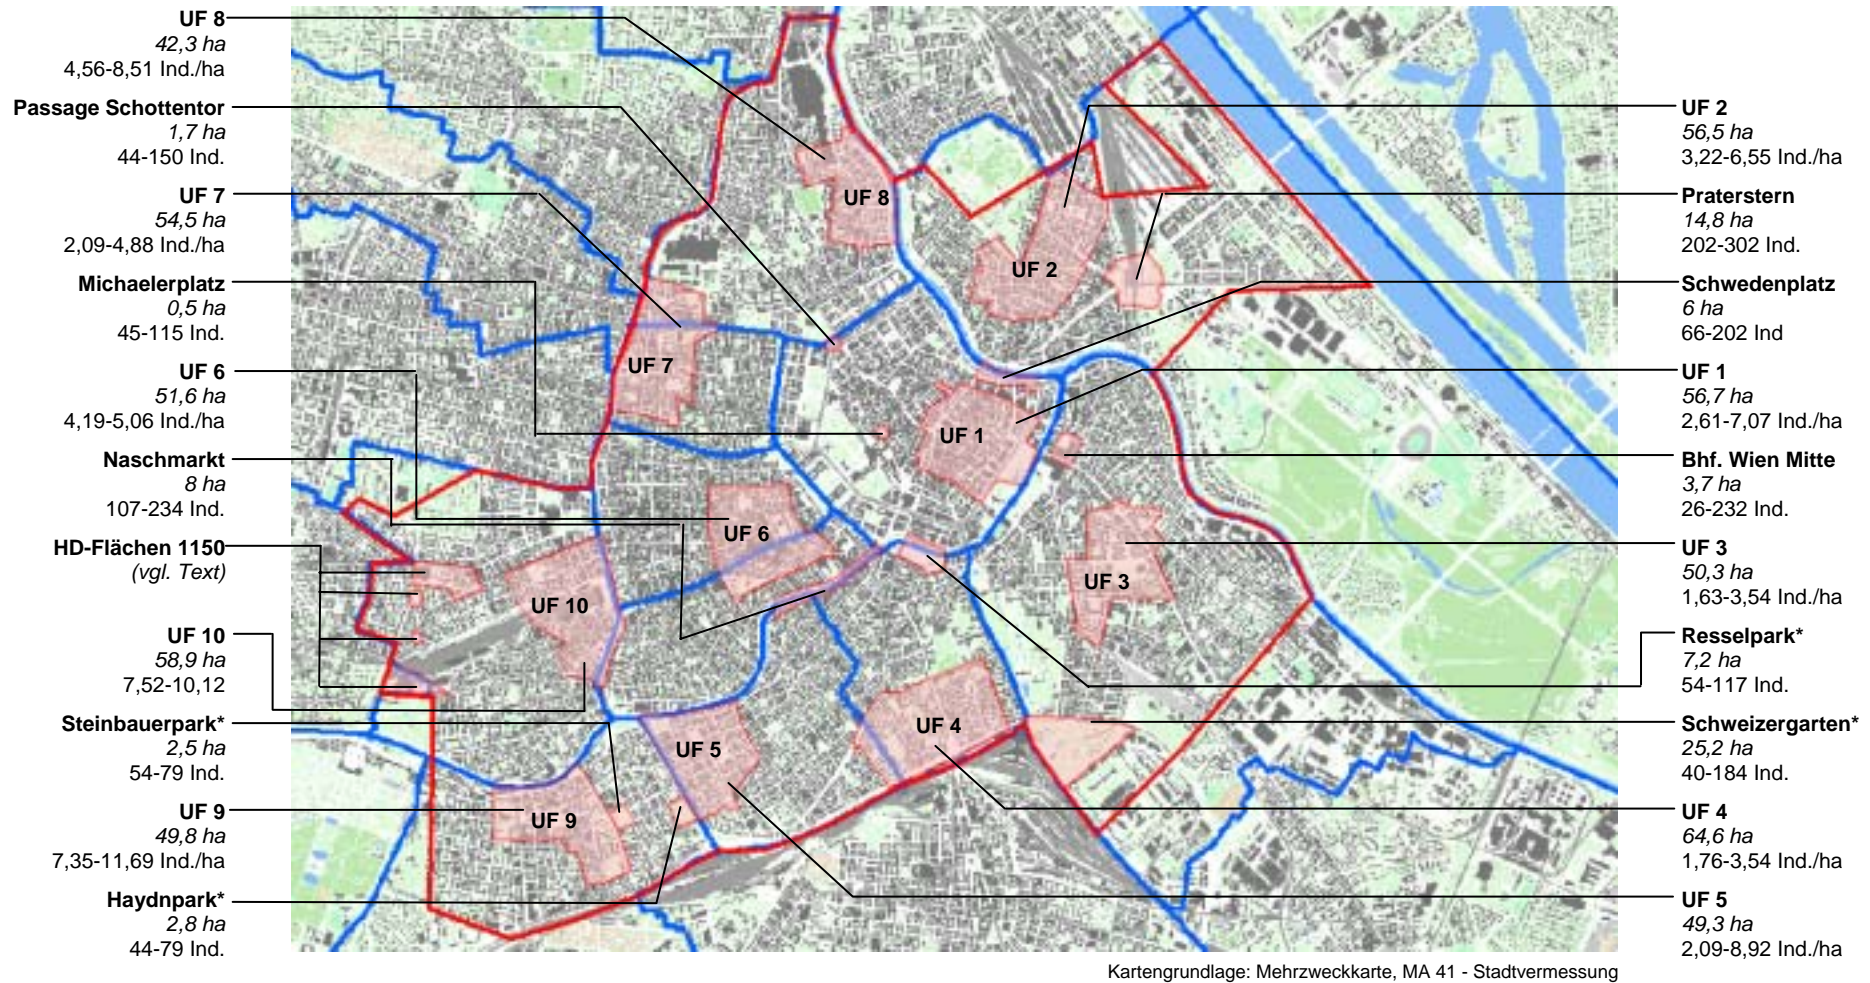 UF 8
42,3 ha
4,56-8,51 Ind./ha
Passage Schottentor
1,7 ha
44-150 Ind.
UF 7
54,5 ha
2,09-4,88 Ind./ha
Michaelerplatz
0,5 ha
45-115 Ind.
UF 6
51,6 ha
4,19-5,06 Ind./ha
Naschmarkt
8 ha
107-234 Ind.
HD-Flächen 1150
(vgl. Text)
UF 10
58,9 ha
7,52-10,12
Steinbauerpark*
2,5 ha
54-79 Ind.
UF 9
49,8 ha
7,35-11,69 Ind./ha
Haydnpark*
2,8 ha
44-79 Ind.
UF 8
UF 2
UF 7
UF 1
UF 6
UF 3
UF 10
UF 4
UF 5
UF 9
UF 2
56,5 ha
3,22-6,55 Ind./ha
Praterstern
14,8 ha
202-302 Ind.
Schwedenplatz
6 ha
66-202 Ind
UF 1
56,7 ha
2,61-7,07 Ind./ha
Bhf. Wien Mitte
3,7 ha
26-232 Ind.
UF 3
50,3 ha
1,63-3,54 Ind./ha
Resselpark*
7,2 ha
54-117 Ind.
Schweizergarten*
25,2 ha
40-184 Ind.
UF 4
64,6 ha
1,76-3,54 Ind./ha
UF 5
49,3 ha
2,09-8,92 Ind./ha
Kartengrundlage: Mehrzweckkarte, MA 41 - Stadtvermessung